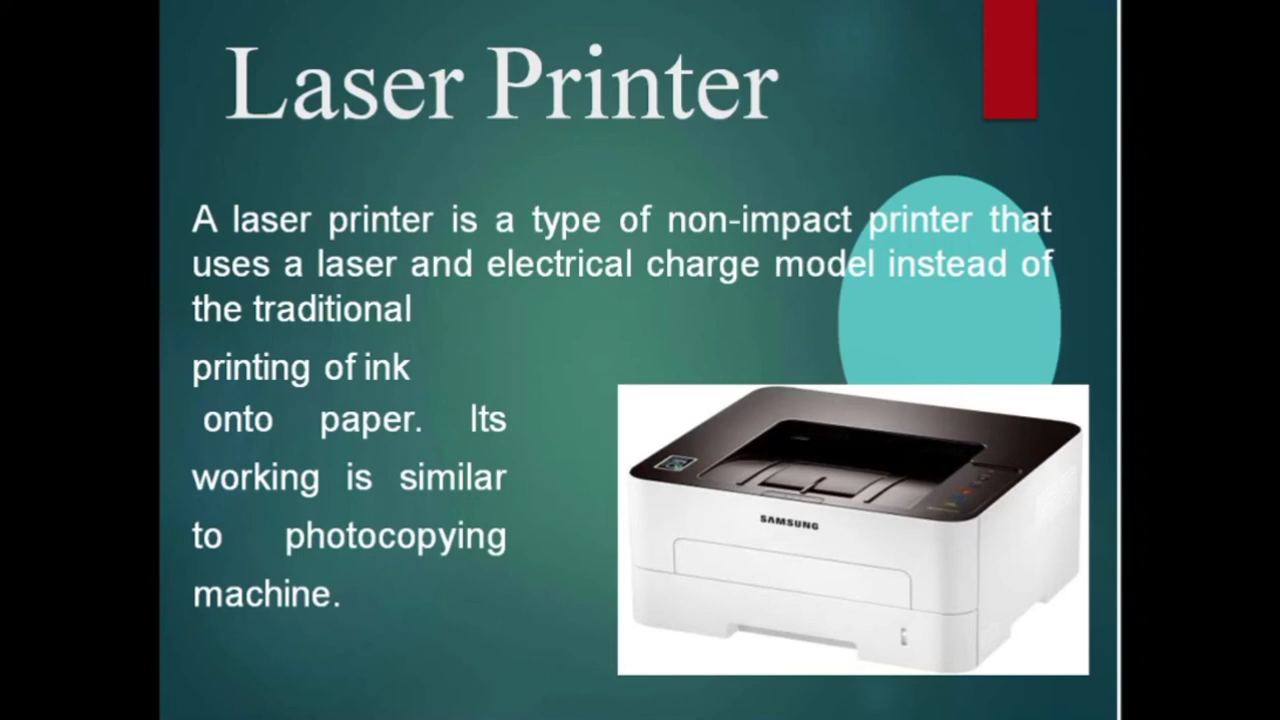 Laser Printer
A laser printer is a type of non-impact printer that
uses a laser and electrical charge model instead of
the traditional
printing of ink
onto paper. Its
working is similar
to photocopying
machine.
SAMSUNG